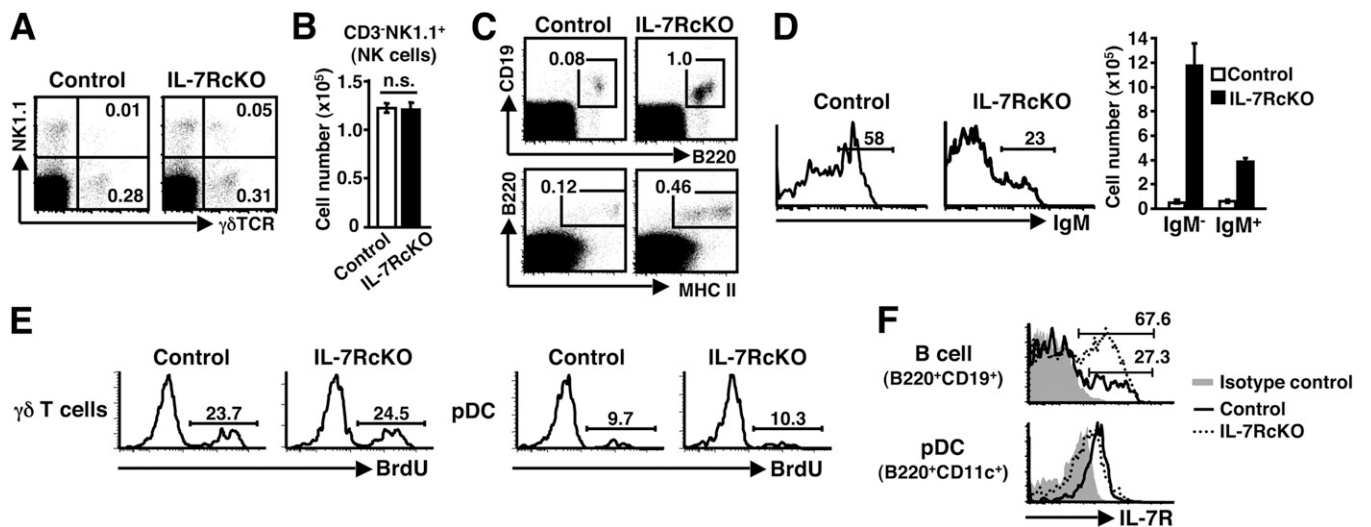 A
Control
IL-7RcKO
NK1.1
0.01
0.05
0.28
0.31
γδTCR
B
CD3-NK1.1+
(NK cells)
Cell number (x10⁵)
n.s.
1.5
1.0
0.5
0
Control
IL-7RcKO
C
Control
IL-7RcKO
CD19
0.08
1.0
B220
B220
0.12
0.46
MHC II
D
Control
IL-7RcKO
58
23
IgM
Cell number (x10⁵)
14
12
10
8
6
4
2
0
IgM- IgM+
Control
IL-7RcKO
E
Control
IL-7RcKO
γδ T cells
23.7
24.5
BrdU
Control
IL-7RcKO
pDC
9.7
10.3
BrdU
F
B cell
(B220+CD19+)
67.6
27.3
pDC
(B220+CD11c+)
IL-7R
Isotype control
Control
IL-7RcKO